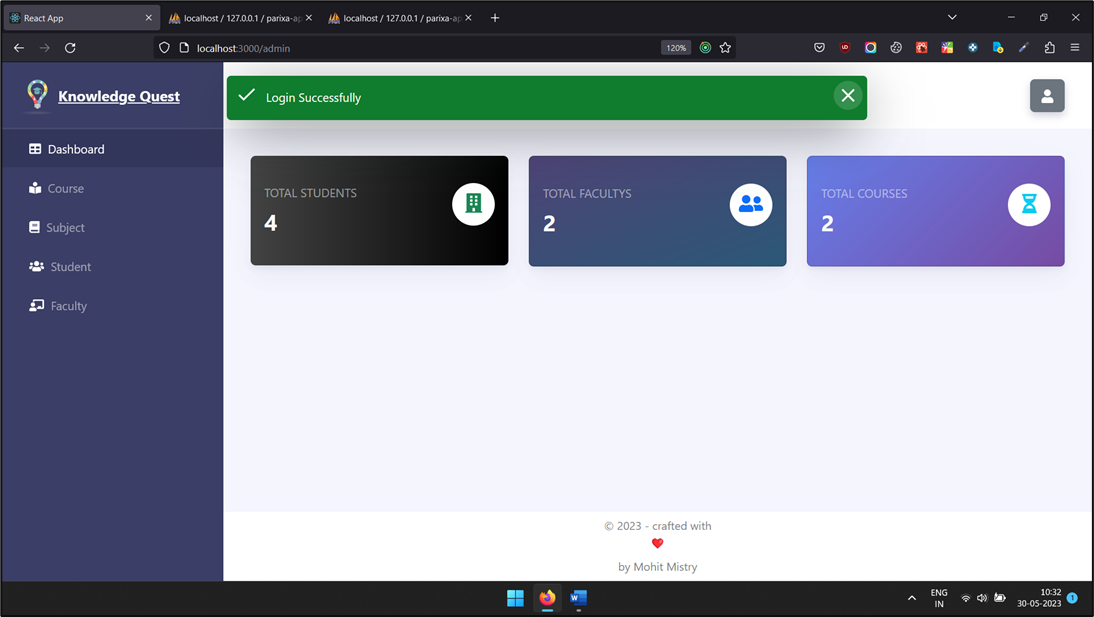 React App
localhost / 127.0.0.1 / parixa-ap
localhost / 127.0.0.1 / parixa-ap
localhost:3000/admin
120%
Knowledge Quest
Login Successfully
Dashboard
Course
Subject
Student
Faculty
TOTAL STUDENTS
4
TOTAL FACULTYS
2
TOTAL COURSES
2
© 2023 - crafted with
by Mohit Mistry
ENG
IN
10:32
30-05-2023
1